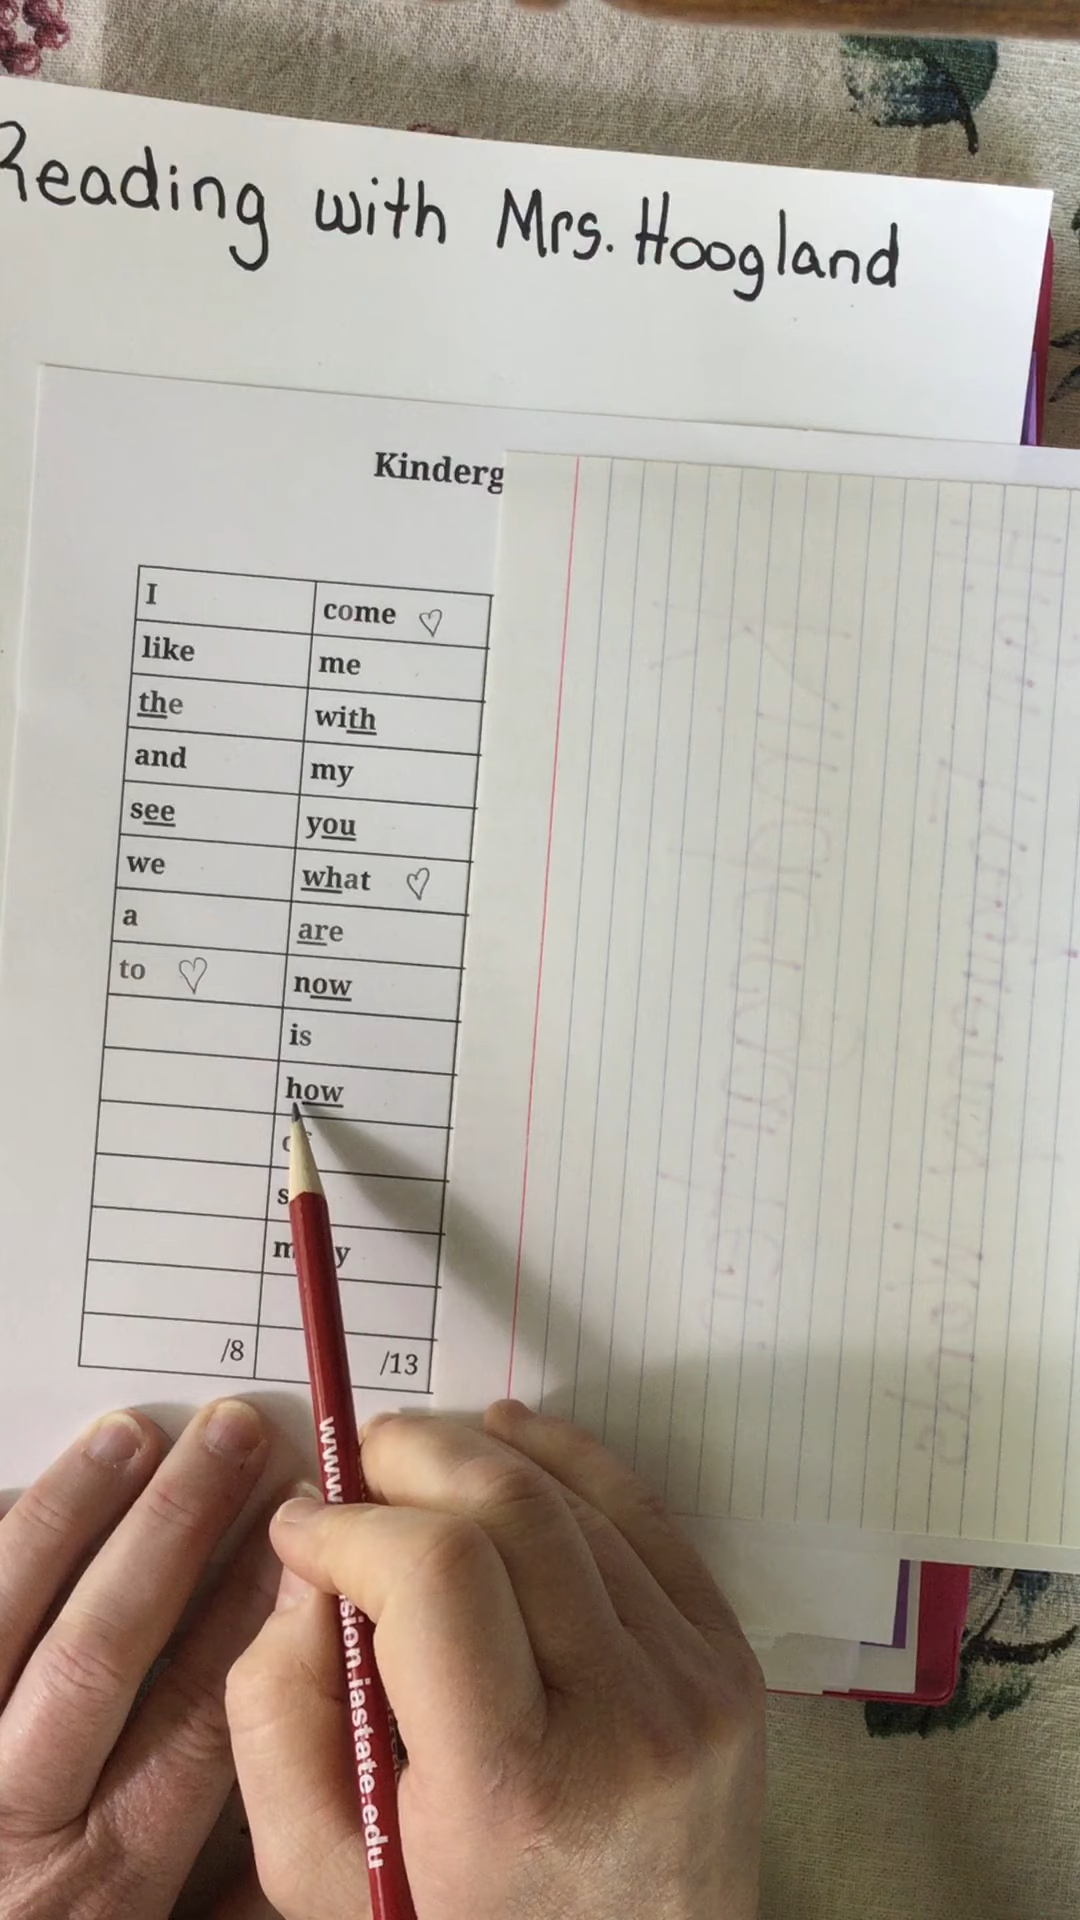 Reading with Mrs. Hoogland
Kinderg
I come
like me
the with
and my
see you
we what
a are
to now
is
how
/8 /13
sion.iastate.edu